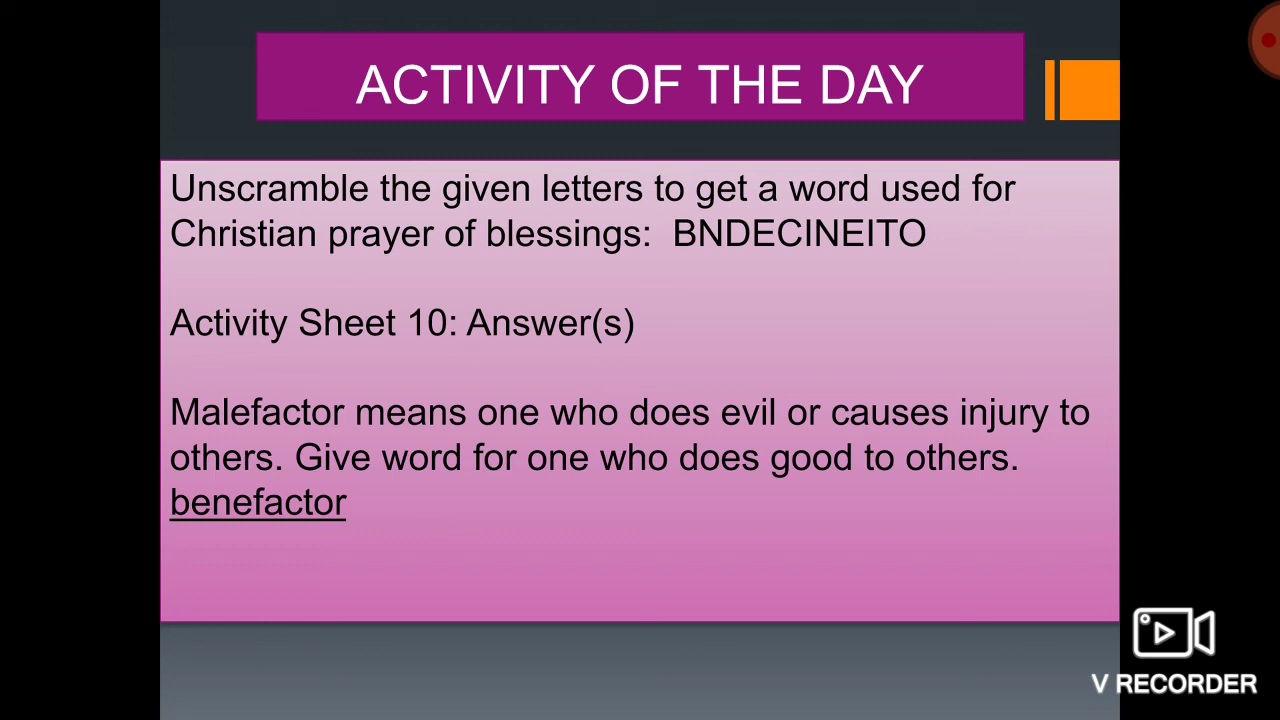 ACTIVITY OF THE DAY
Unscramble the given letters to get a word used for
Christian prayer of blessings:  BNDECINEITO
Activity Sheet 10: Answer(s)
Malefactor means one who does evil or causes injury to
others. Give word for one who does good to others.
benefactor
V RECORDER